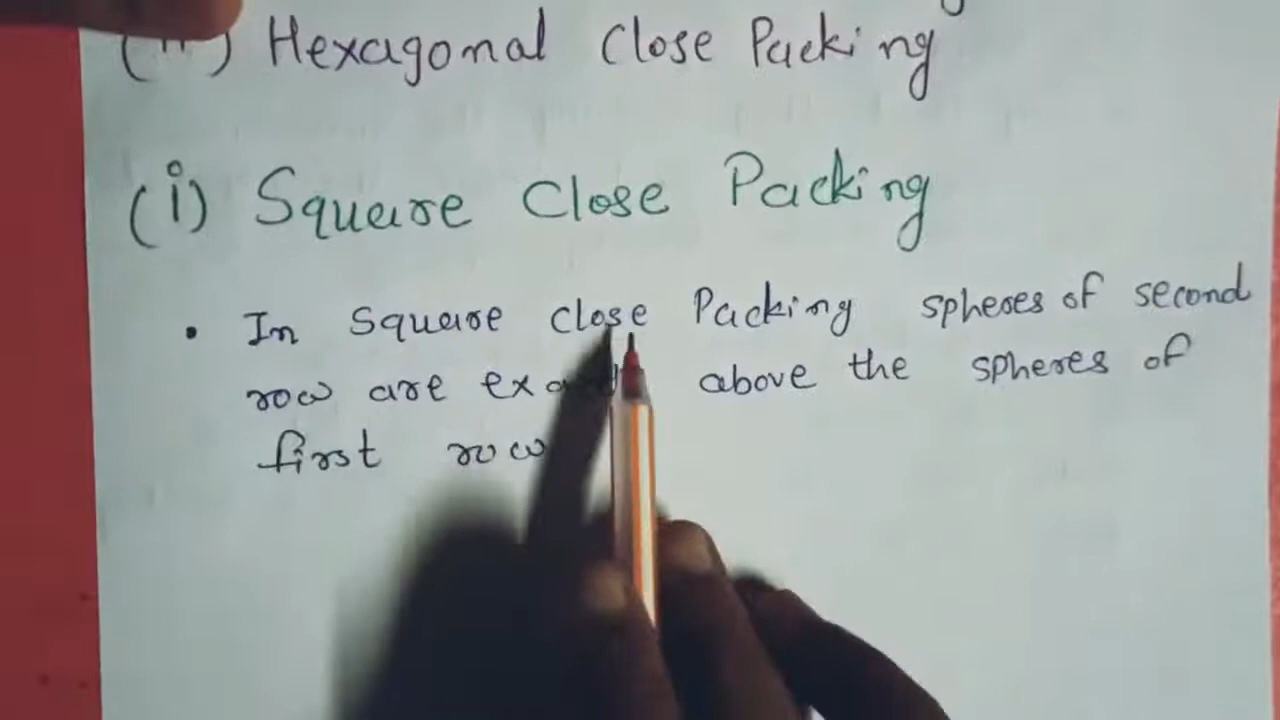 (ii) Hexagonal Close Packing
(i) Square Close Packing
• In Square close Packing spheres of second
row are above the spheres of
first row